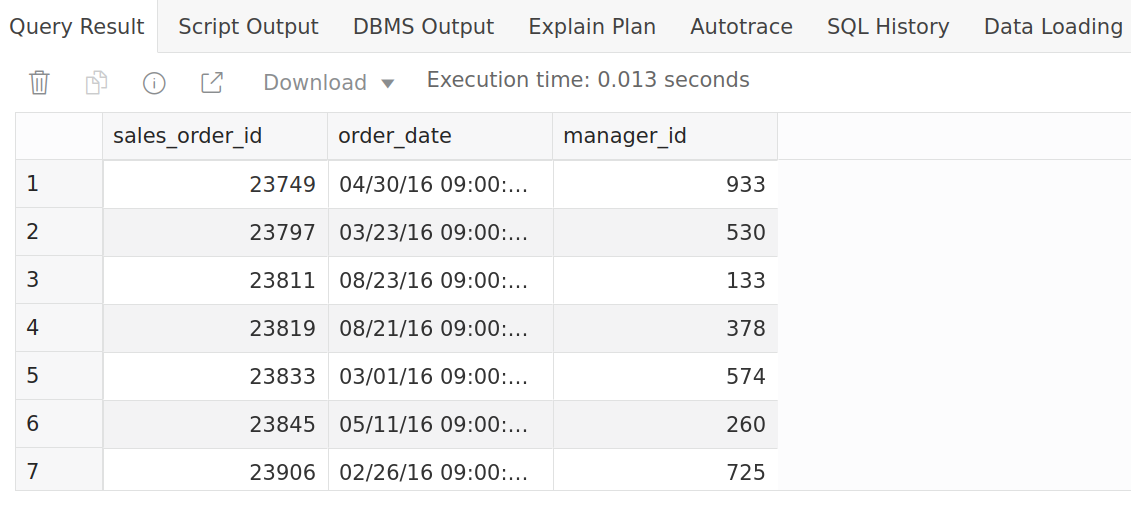 Query Result Script Output DBMS Output Explain Plan Autotrace SQL History Data Loading
Download Execution time: 0.013 seconds
sales_order_id order_date manager_id
1 23749 04/30/16 09:00:... 933
2 23797 03/23/16 09:00:... 530
3 23811 08/23/16 09:00:... 133
4 23819 08/21/16 09:00:... 378
5 23833 03/01/16 09:00:... 574
6 23845 05/11/16 09:00:... 260
7 23906 02/26/16 09:00:... 725